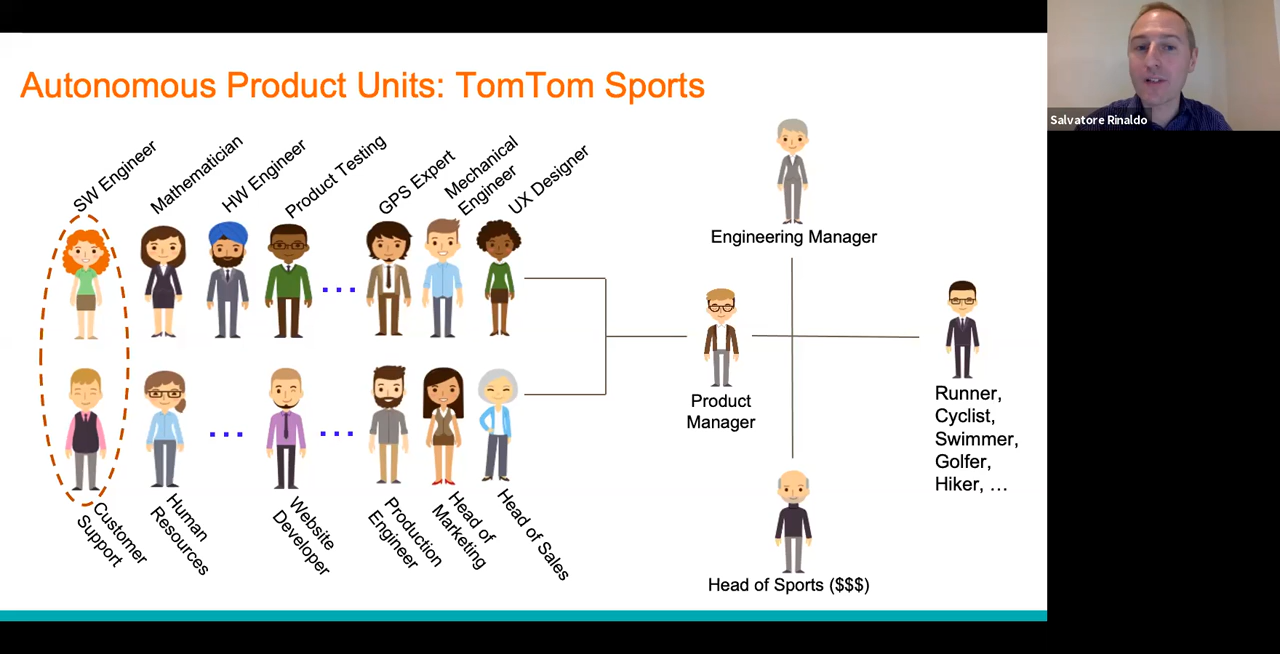 Autonomous Product Units: TomTom Sports
Salvatore Rinaldo
SW Engineer
Mathematician
HW Engineer
Product Testing
GPS Expert
Mechanical
Engineer
UX Designer
Engineering Manager
Product
Manager
Runner,
Cyclist,
Swimmer,
Golfer,
Hiker, ...
Customer
Support
Human
Resources
Website
Developer
Production
Engineer
Head of
Marketing
Head of Sales
Head of Sports ($$$)